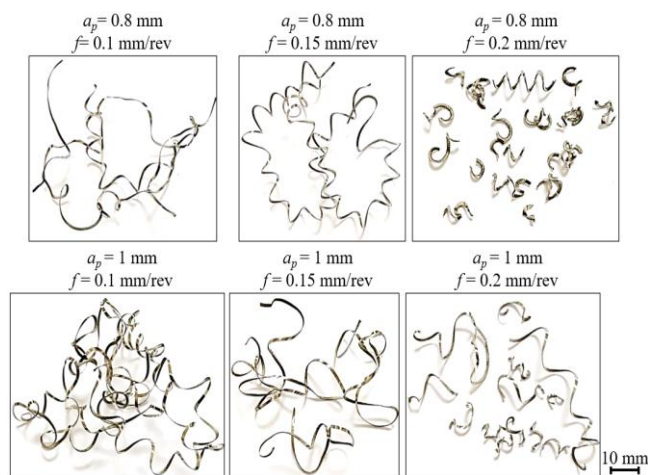 a_p = 0.8 mm
f = 0.1 mm/rev
a_p = 0.8 mm
f = 0.15 mm/rev
a_p = 0.8 mm
f = 0.2 mm/rev
a_p = 1 mm
f = 0.1 mm/rev
a_p = 1 mm
f = 0.15 mm/rev
a_p = 1 mm
f = 0.2 mm/rev
10 mm